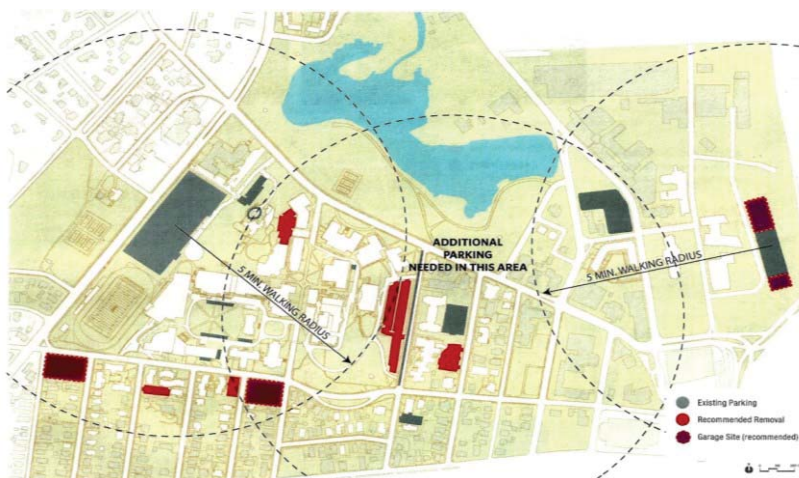 ADDITIONAL
PARKING
NEEDED IN THIS AREA
5 MIN. WALKING RADIUS
5 MIN. WALKING RADIUS
Existing Parking
Recommended Removal
Garage Site (recommended)